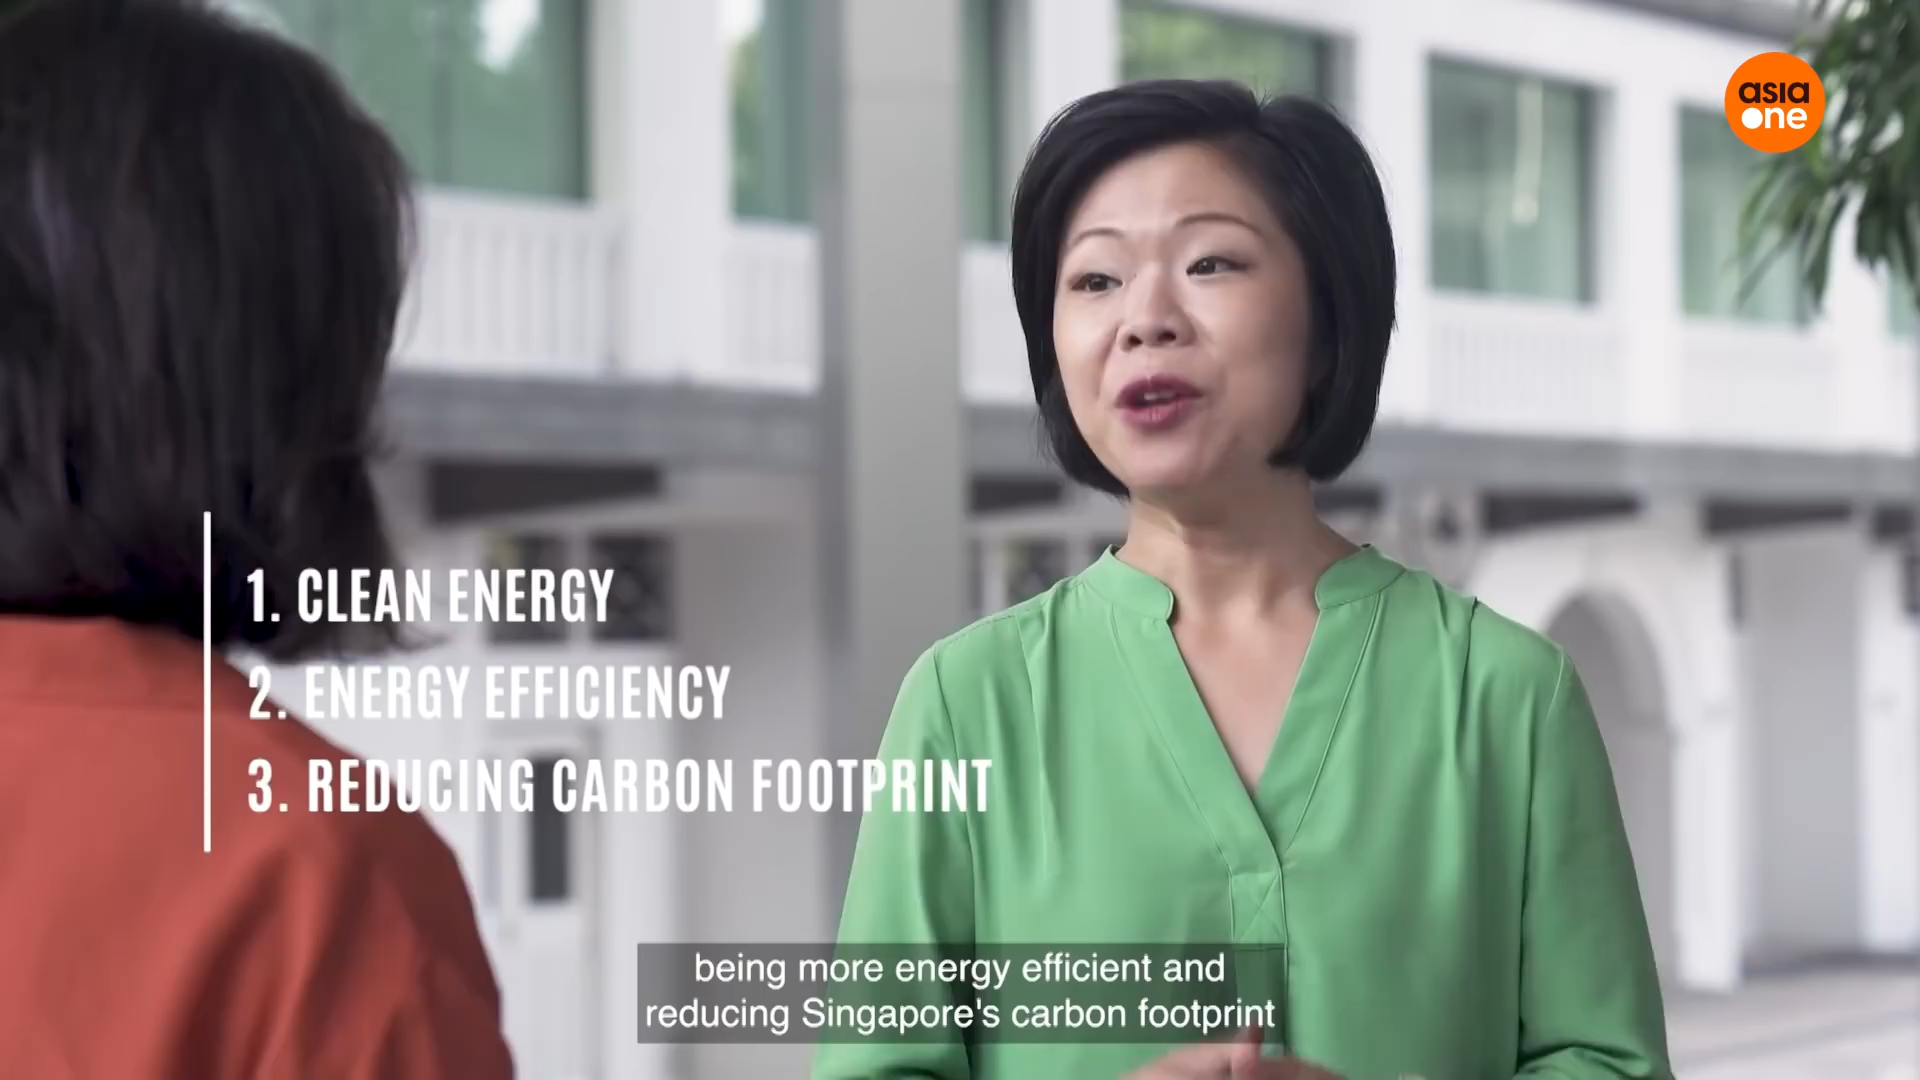 asia
one
1. CLEAN ENERGY
2. ENERGY EFFICIENCY
3. REDUCING CARBON FOOTPRINT
being more energy efficient and
reducing Singapore's carbon footprint